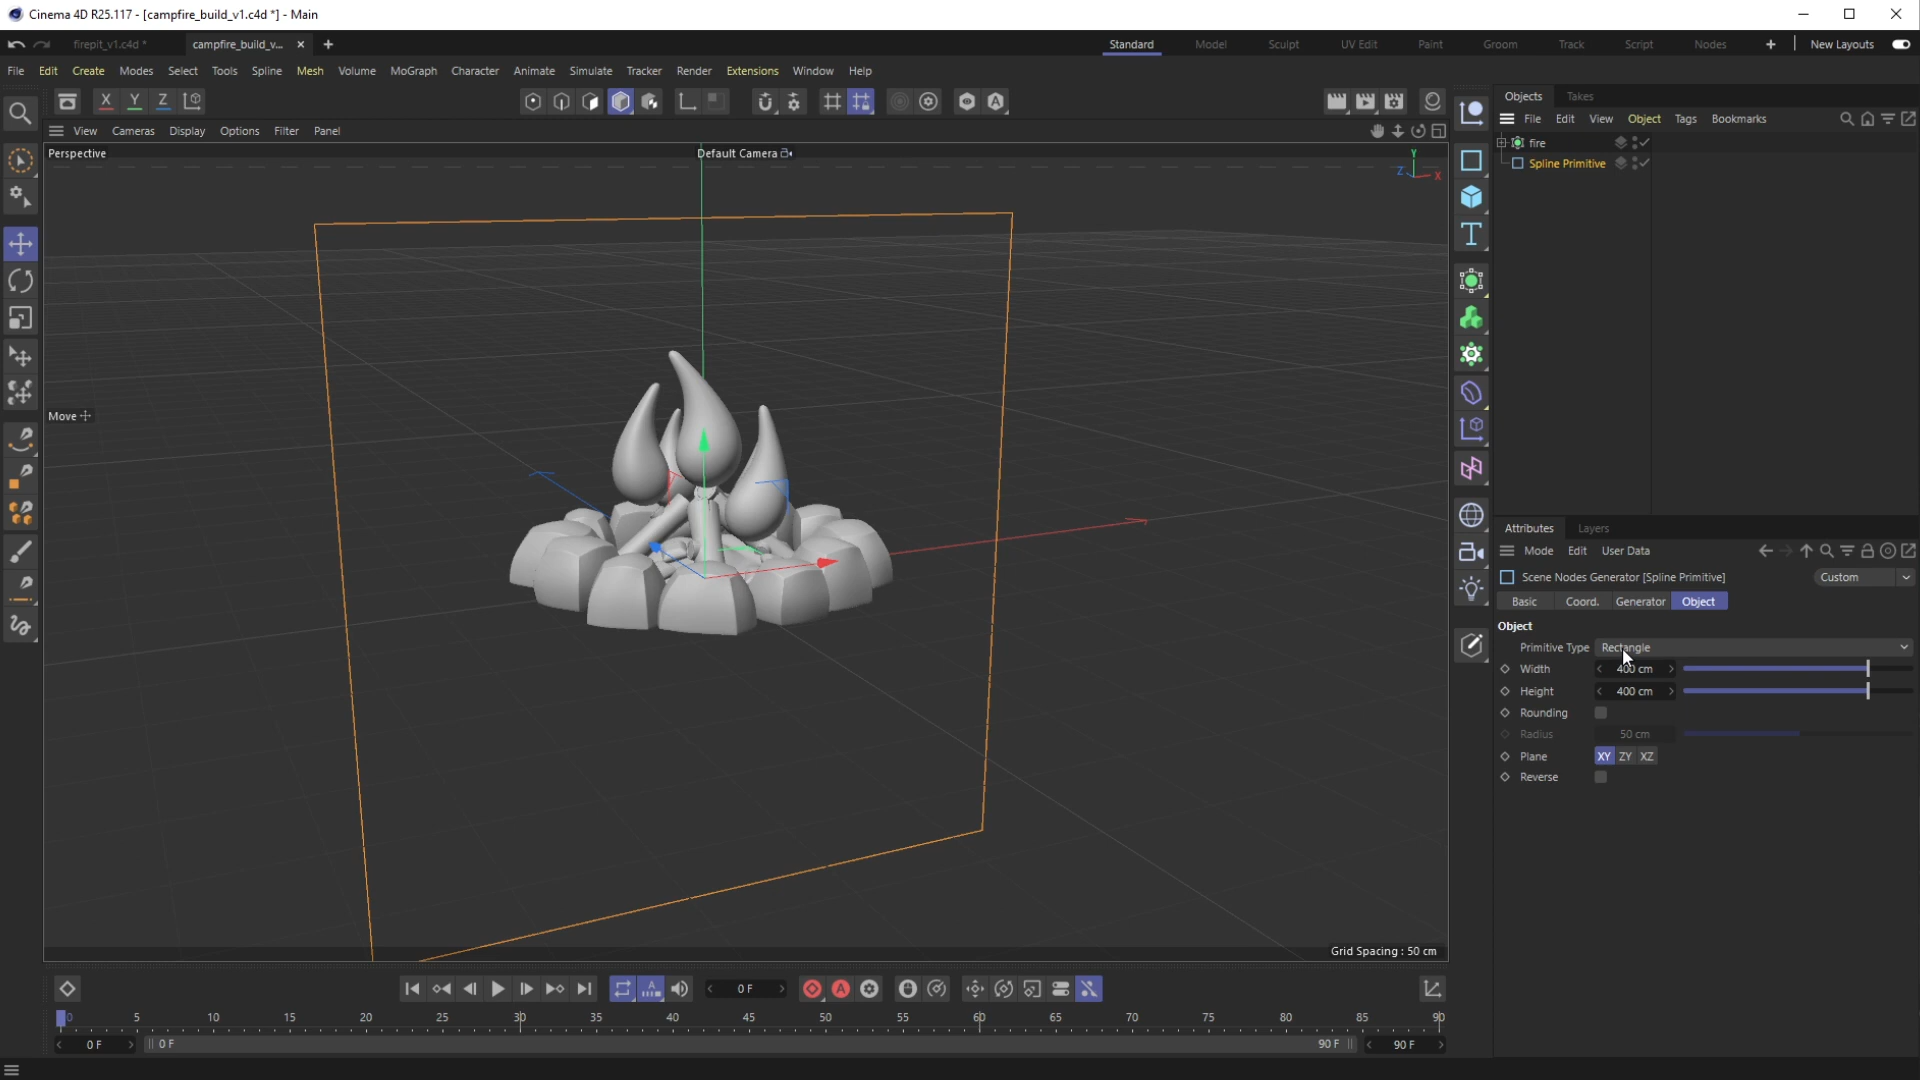 Cinema 4D R25.117 - [campfire_build_v1.c4d *] - Main
firepit_v1.c4d *
campfire_build_v...
Standard Model Sculpt UV Edit Paint Groom Track Script Nodes New Layouts
File Edit Create Modes Select Tools Spline Mesh Volume MoGraph Character Animate Simulate Tracker Render Extensions Window Help
X Y Z
Objects Takes
File Edit View Object Tags Bookmarks
View Cameras Display Options Filter Panel
fire
Spline Primitive
Perspective
Default Camera
Y
Z
X
Move
Attributes Layers
Mode Edit User Data
Scene Nodes Generator [Spline Primitive]
Custom
Basic Coord. Generator Object
Object
Primitive Type Rectangle
Width 400 cm
Height 400 cm
Rounding
Radius 50 cm
Plane XY ZY XZ
Reverse
Grid Spacing : 50 cm
0 F
0 5 10 15 20 25 30 35 40 45 50 55 60 65 70 75 80 85 90
0 F 0 F 90 F 90 F